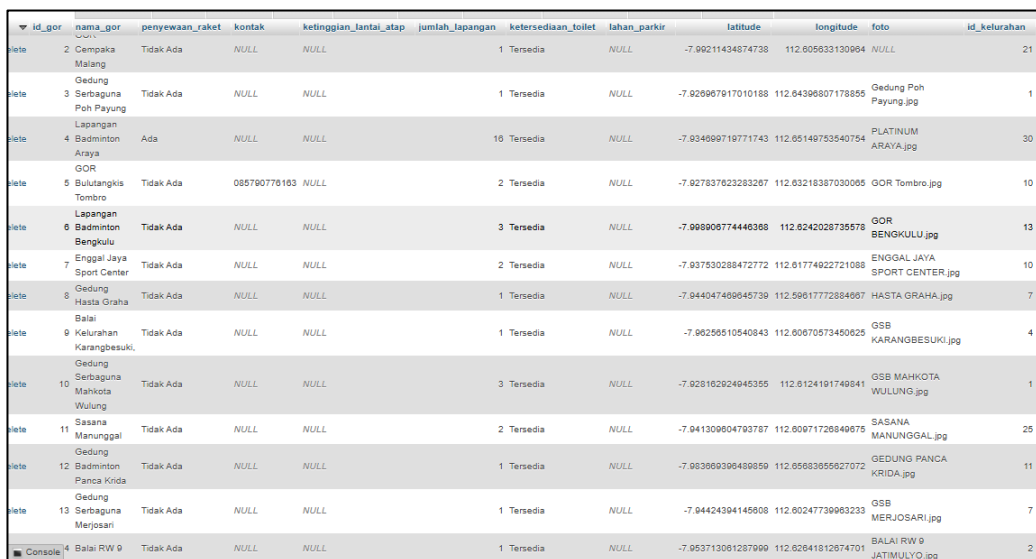 id_gor nama_gor penyewaan_raket kontak ketinggian_lantai_atap jumlah_lapangan ketersediaan_toilet lahan_parkir latitude longitude foto id_kelurahan
elete 2 Cempaka Malang Tidak Ada NULL NULL 1 Tersedia NULL -7.99211434874738 112.605633130964 NULL 21
elete 3 Gedung Serbaguna Poh Payung Tidak Ada NULL NULL 1 Tersedia NULL -7.926967917010188 112.64396807178855 Gedung Poh Payung.jpg 1
elete 4 Lapangan Badminton Araya Ada NULL NULL 16 Tersedia NULL -7.934699719771743 112.65149753540754 PLATINUM ARAYA.jpg 30
elete 5 GOR Bulutangkis Tombro Tidak Ada 085790776163 NULL 2 Tersedia NULL -7.927837623283267 112.63218387030065 GOR Tombro.jpg 10
elete 6 Lapangan Badminton Bengkulu Tidak Ada NULL NULL 3 Tersedia NULL -7.998906774446368 112.6242028735578 GOR BENGKULU.jpg 13
elete 7 Enggal Jaya Sport Center Tidak Ada NULL NULL 2 Tersedia NULL -7.937530288472772 112.61774922721088 ENGGAL JAYA SPORT CENTER.jpg 10
elete 8 Gedung Hasta Graha Tidak Ada NULL NULL 1 Tersedia NULL -7.944047469645739 112.59617772884667 HASTA GRAHA.jpg 7
elete 9 Balai Kelurahan Karangbesuki, Tidak Ada NULL NULL 1 Tersedia NULL -7.96256510540843 112.60670573450625 GSB KARANGBESUKI.jpg 4
elete 10 Gedung Serbaguna Mahkota Wulung Tidak Ada NULL NULL 3 Tersedia NULL -7.928162924945355 112.6124191749841 GSB MAHKOTA WULUNG.jpg 1
elete 11 Sasana Manunggal Tidak Ada NULL NULL 2 Tersedia NULL -7.941309604793787 112.60971726849675 SASANA MANUNGGAL.jpg 25
elete 12 Gedung Badminton Panca Krida Tidak Ada NULL NULL 1 Tersedia NULL -7.983669396489859 112.65683655627072 GEDUNG PANCA KRIDA.jpg 11
elete 13 Gedung Serbaguna Merjosari Tidak Ada NULL NULL 1 Tersedia NULL -7.94424394145608 112.60247739963233 GSB MERJOSARI.jpg 7
Console 4 Balai RW 9 Tidak Ada NULL NULL 1 Tersedia NULL -7.953713061287999 112.62641812674701 BALAI RW 9 JATIMULYO.jpg 2